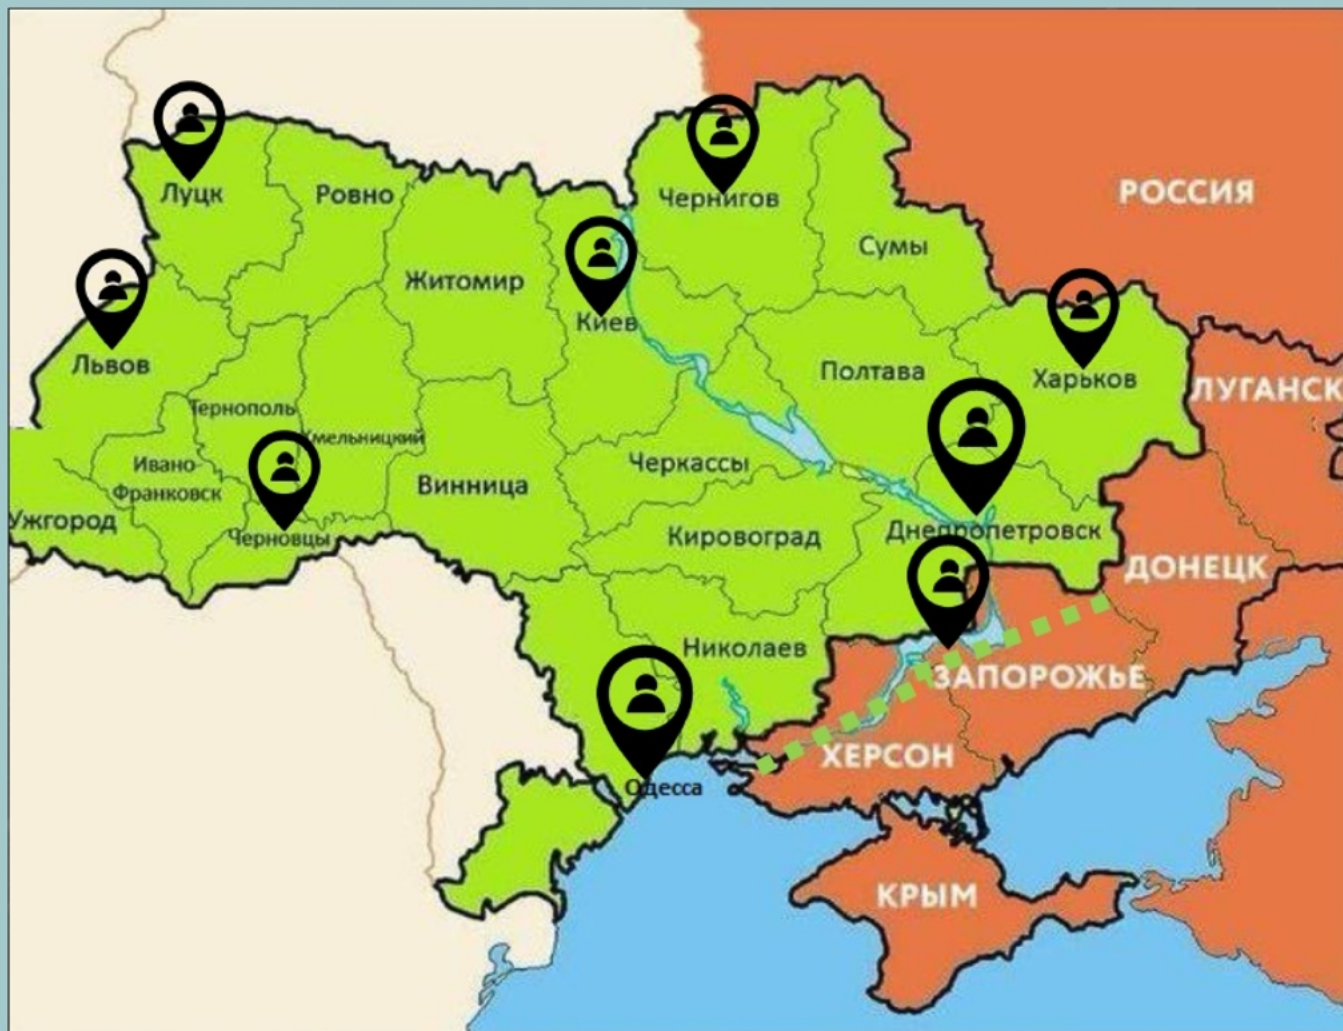 РОССИЯ
Луцк
Ровно
Чернигов
Сумы
Житомир
Киев
Львов
Полтава
Харьков
ЛУГАНСК
Тернополь
Хмельницкий
Ивано-
Франковск
Черкассы
Винница
Ужгород
Черновцы
Кировоград
Днепропетровск
ДОНЕЦК
Николаев
ЗАПОРОЖЬЕ
ХЕРСОН
Одесса
КРЫМ